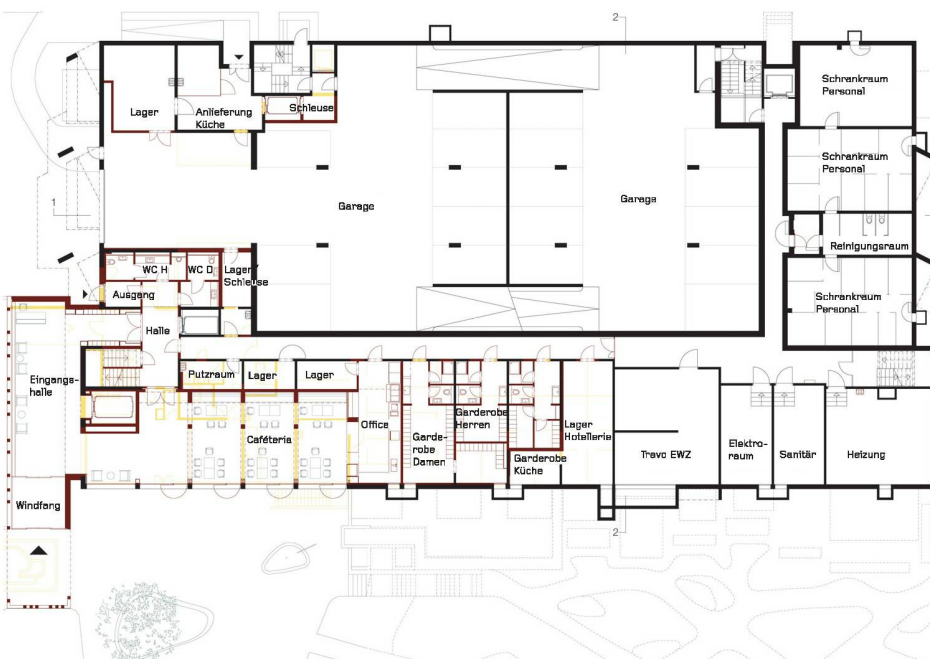 2
Schrankraum
Personal
Lager
Anlieferung
Küche
Schleuse
Schrankraum
Personal
1
Garage
Garage
Reinigungsraum
WC H
WC D
Lager/
Schleuse
Ausgang
Schrankraum
Personal
Halle
Eingangs-
halle
Putzraum
Lager
Lager
Cafétería
Office
Garde-
robe
Damen
Garderobe
Herren
Garderobe
Küche
Lager
Hotellerie
Travo EWZ
Elektro-
raum
Sanitär
Heizung
Windfang
2